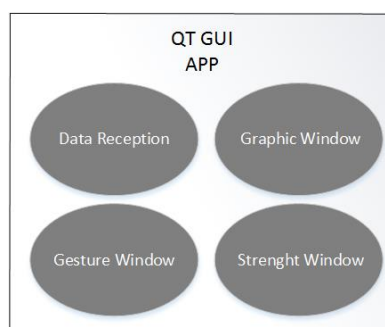 QT GUI
APP
Data Reception
Graphic Window
Gesture Window
Strenght Window